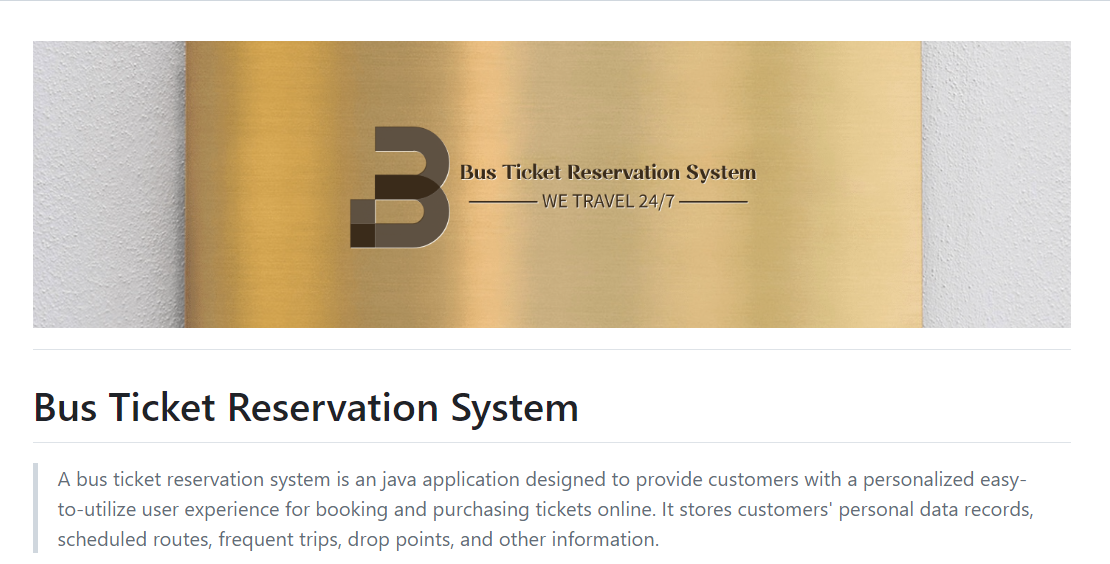 B
Bus Ticket Reservation System
WE TRAVEL 24/7
Bus Ticket Reservation System
A bus ticket reservation system is an java application designed to provide customers with a personalized easy-
to-utilize user experience for booking and purchasing tickets online. It stores customers' personal data records,
scheduled routes, frequent trips, drop points, and other information.